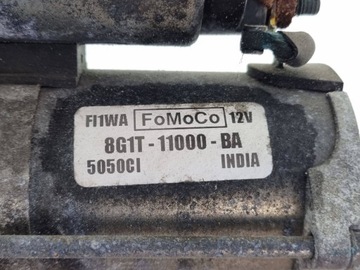 FI1WA FoMoCo 12V
8G1T-11000-BA
5050CI INDIA